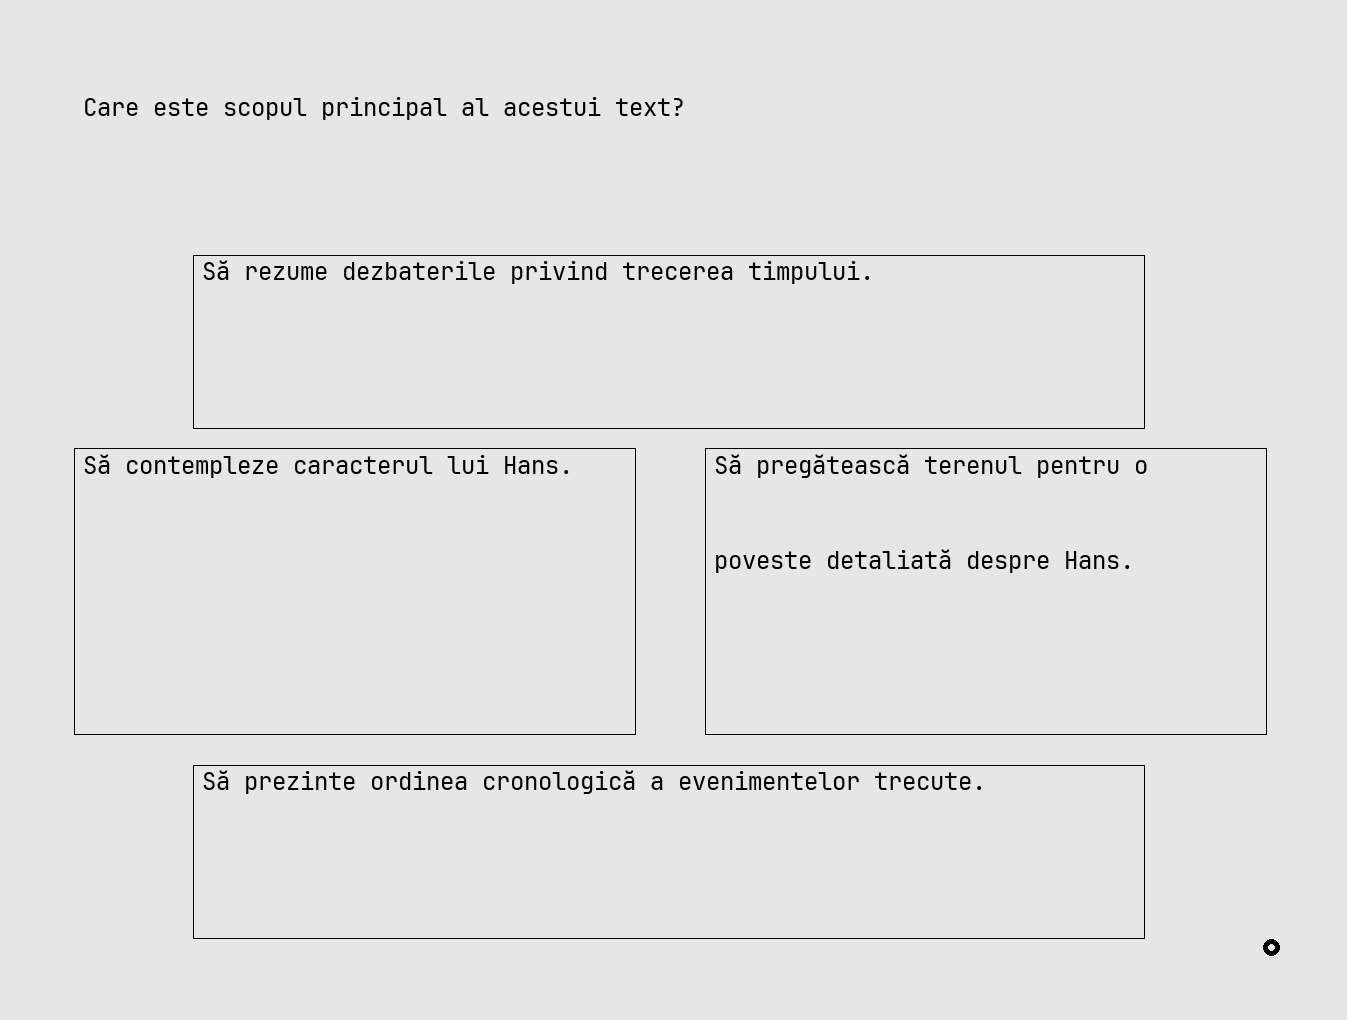 Care este scopul principal al acestui text?
Să rezume dezbaterile privind trecerea timpului.
Să contempleze caracterul lui Hans.
Să pregătească terenul pentru o
poveste detaliată despre Hans.
Să prezinte ordinea cronologică a evenimentelor trecute.